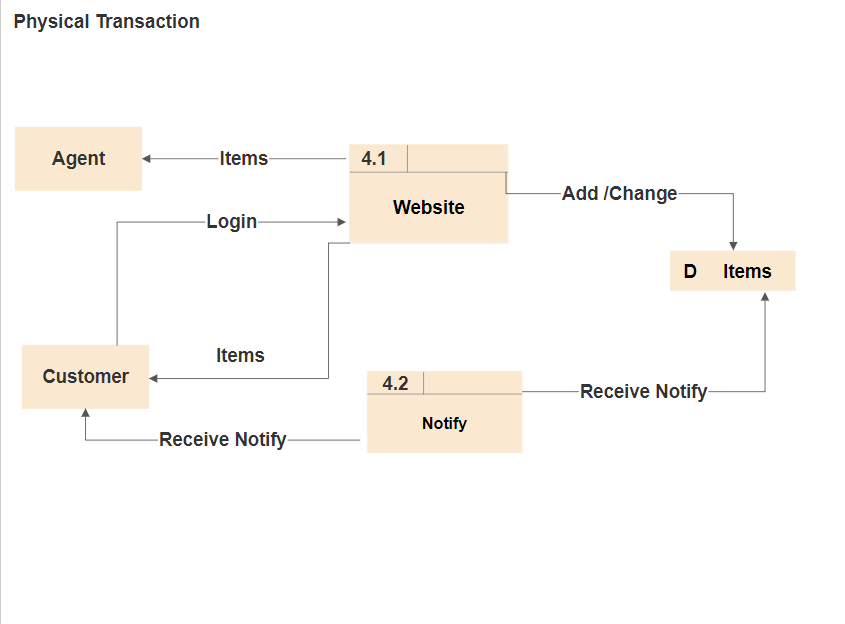 Physical Transaction
Agent
Items
4.1
Website
Add /Change
Login
D Items
Items
Customer
4.2
Notify
Receive Notify
Receive Notify